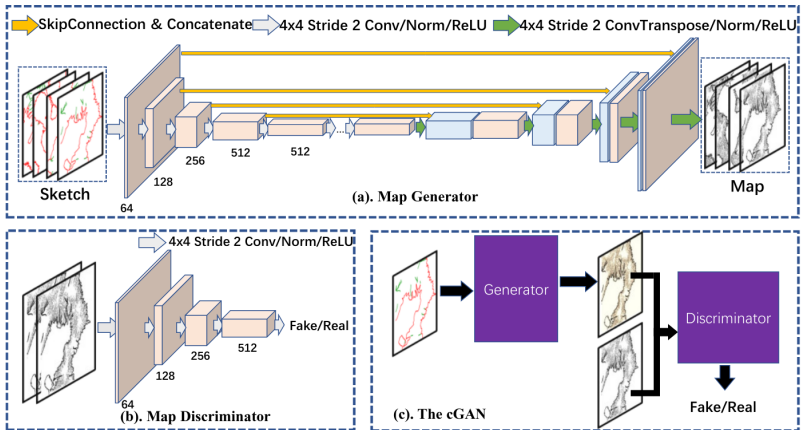 SkipConnection & Concatenate 4x4 Stride 2 Conv/Norm/ReLU 4x4 Stride 2 ConvTranspose/Norm/ReLU
Sketch
64
128
256
512
512
......
Map
(a). Map Generator
4x4 Stride 2 Conv/Norm/ReLU
64
128
256
512
Fake/Real
(b). Map Discriminator
Generator
Discriminator
Fake/Real
(c). The cGAN